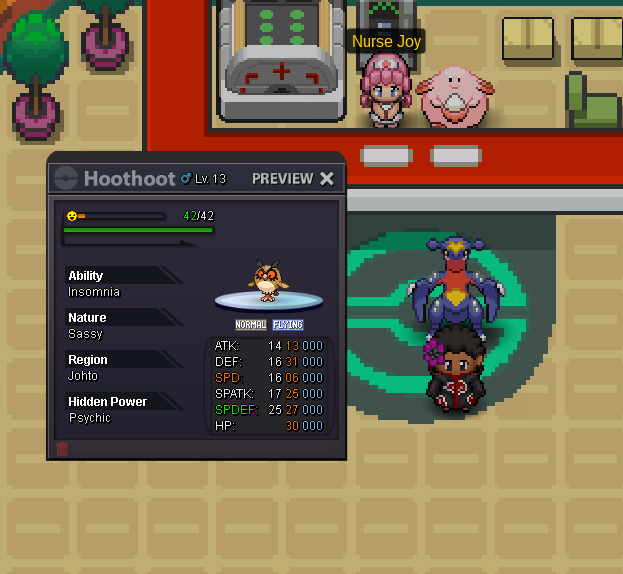 Nurse Joy
Hoothoot ♂ Lv. 13 PREVIEW X
42/42
Ability
Insomnia
Nature
Sassy
Region
Johto
Hidden Power
Psychic
NORMAL FLYING
ATK: 14 13 000
DEF: 16 31 000
SPD: 16 06 000
SPATK: 17 25 000
SPDEF: 25 27 000
HP: 30 000